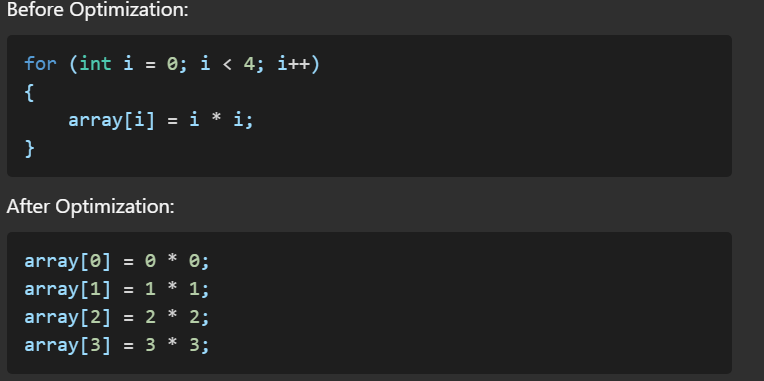 Before Optimization:
for (int i = 0; i < 4; i++)
{
    array[i] = i * i;
}
After Optimization:
array[0] = 0 * 0;
array[1] = 1 * 1;
array[2] = 2 * 2;
array[3] = 3 * 3;